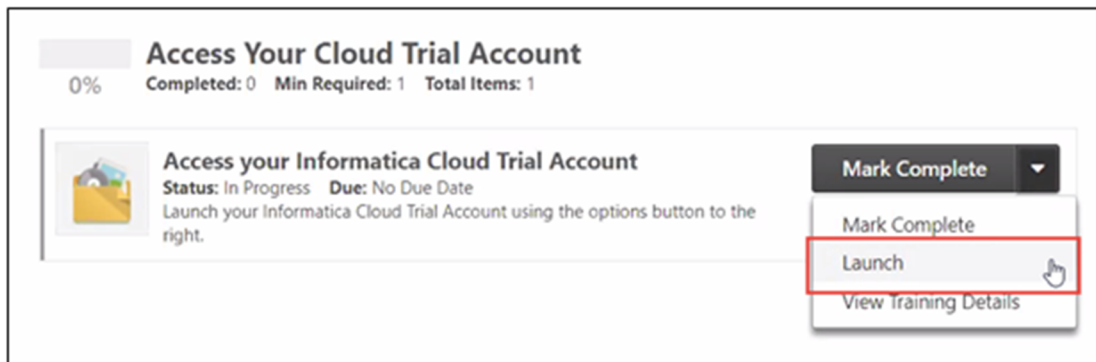 Access Your Cloud Trial Account
0%
Completed: 0 Min Required: 1 Total Items: 1
Access your Informatica Cloud Trial Account
Status: In Progress Due: No Due Date
Launch your Informatica Cloud Trial Account using the options button to the
right.
Mark Complete
Mark Complete
Launch
View Training Details